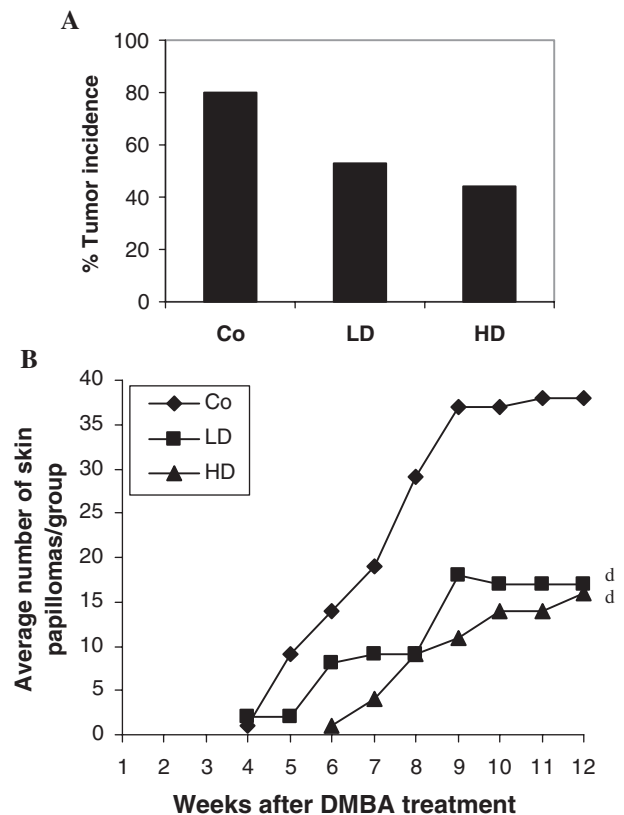 A
100
80
60
40
20
0
% Tumor incidence
Co LD HD
B
40
35
30
25
20
15
10
5
0
Average number of skin
papillomas/group
Co
LD
HD
d
d
1 2 3 4 5 6 7 8 9 10 11 12
Weeks after DMBA treatment